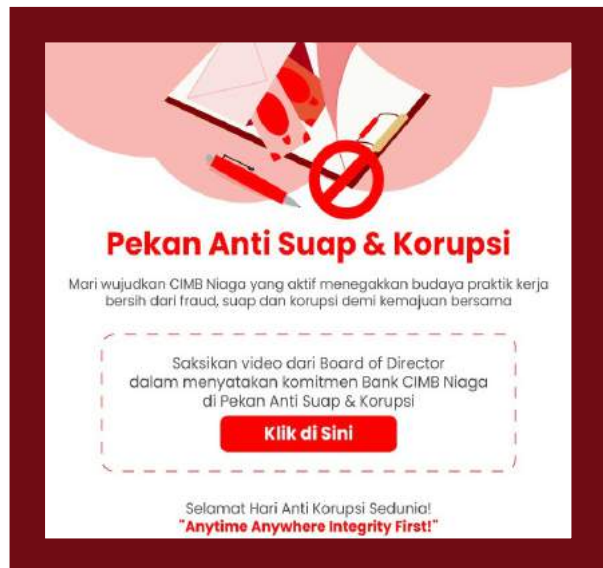 Pekan Anti Suap & Korupsi
Mari wujudkan CIMB Niaga yang aktif menegakkan budaya praktik kerja
bersih dari fraud, suap dan korupsi demi kemajuan bersama
Saksikan video dari Board of Director
dalam menyatakan komitmen Bank CIMB Niaga
di Pekan Anti Suap & Korupsi
Klik di Sini
Selamat Hari Anti Korupsi Sedunia!
"Anytime Anywhere Integrity First!"